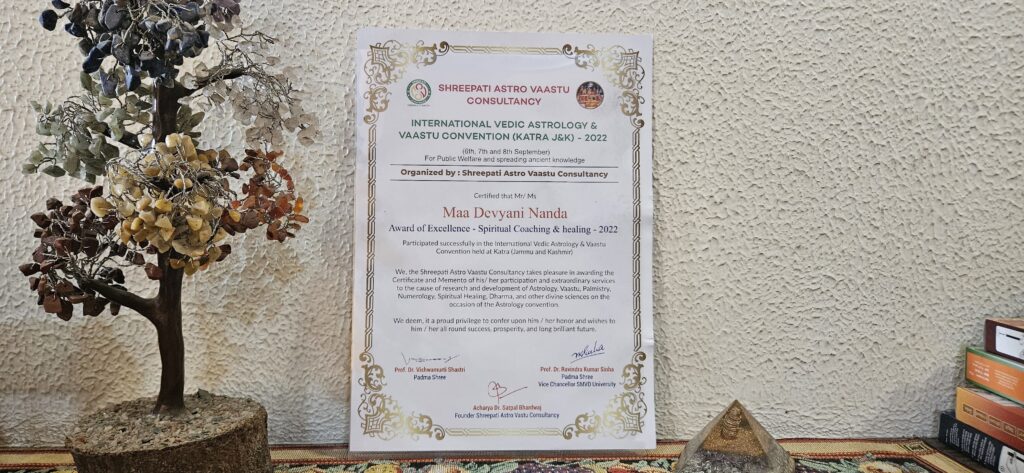 SHREEPATI ASTRO VAASTU
CONSULTANCY
INTERNATIONAL VEDIC ASTROLOGY &
VAASTU CONVENTION (KATRA J&K) - 2022
(6th, 7th and 8th September)
For Public Welfare and spreading ancient knowledge
Organized by : Shreepati Astro Vaastu Consultancy
Certified that Mr/ Ms
Maa Devyani Nanda
Award of Excellence - Spiritual Coaching & healing - 2022
Participated successfully in the International Vedic Astrology & Vaastu
Convention held at Katra (Jammu and Kashmir)
We, the Shreepati Astro Vaastu Consultancy takes pleasure in awarding the
Certificate and Memento of his/ her participation and extraordinary services
to the cause of research and development of Astrology, Vaastu, Palmistry,
Numerology, Spiritual Healing, Dharma, and other divine sciences on the
occasion of the Astrology convention.
We deem, it a proud privilege to confer upon him / her honor and wishes to
him / her all round success, prosperity, and long brilliant future.
Prof. Dr. Vishwamurti Shastri
Padma Shree
Prof. Dr. Ravindra Kumar Sinha
Padma Shree
Vice Chancellor SMVD University
Acharya Dr. Satpal Bhardwaj
Founder Shreepati Astro Vastu Consultancy